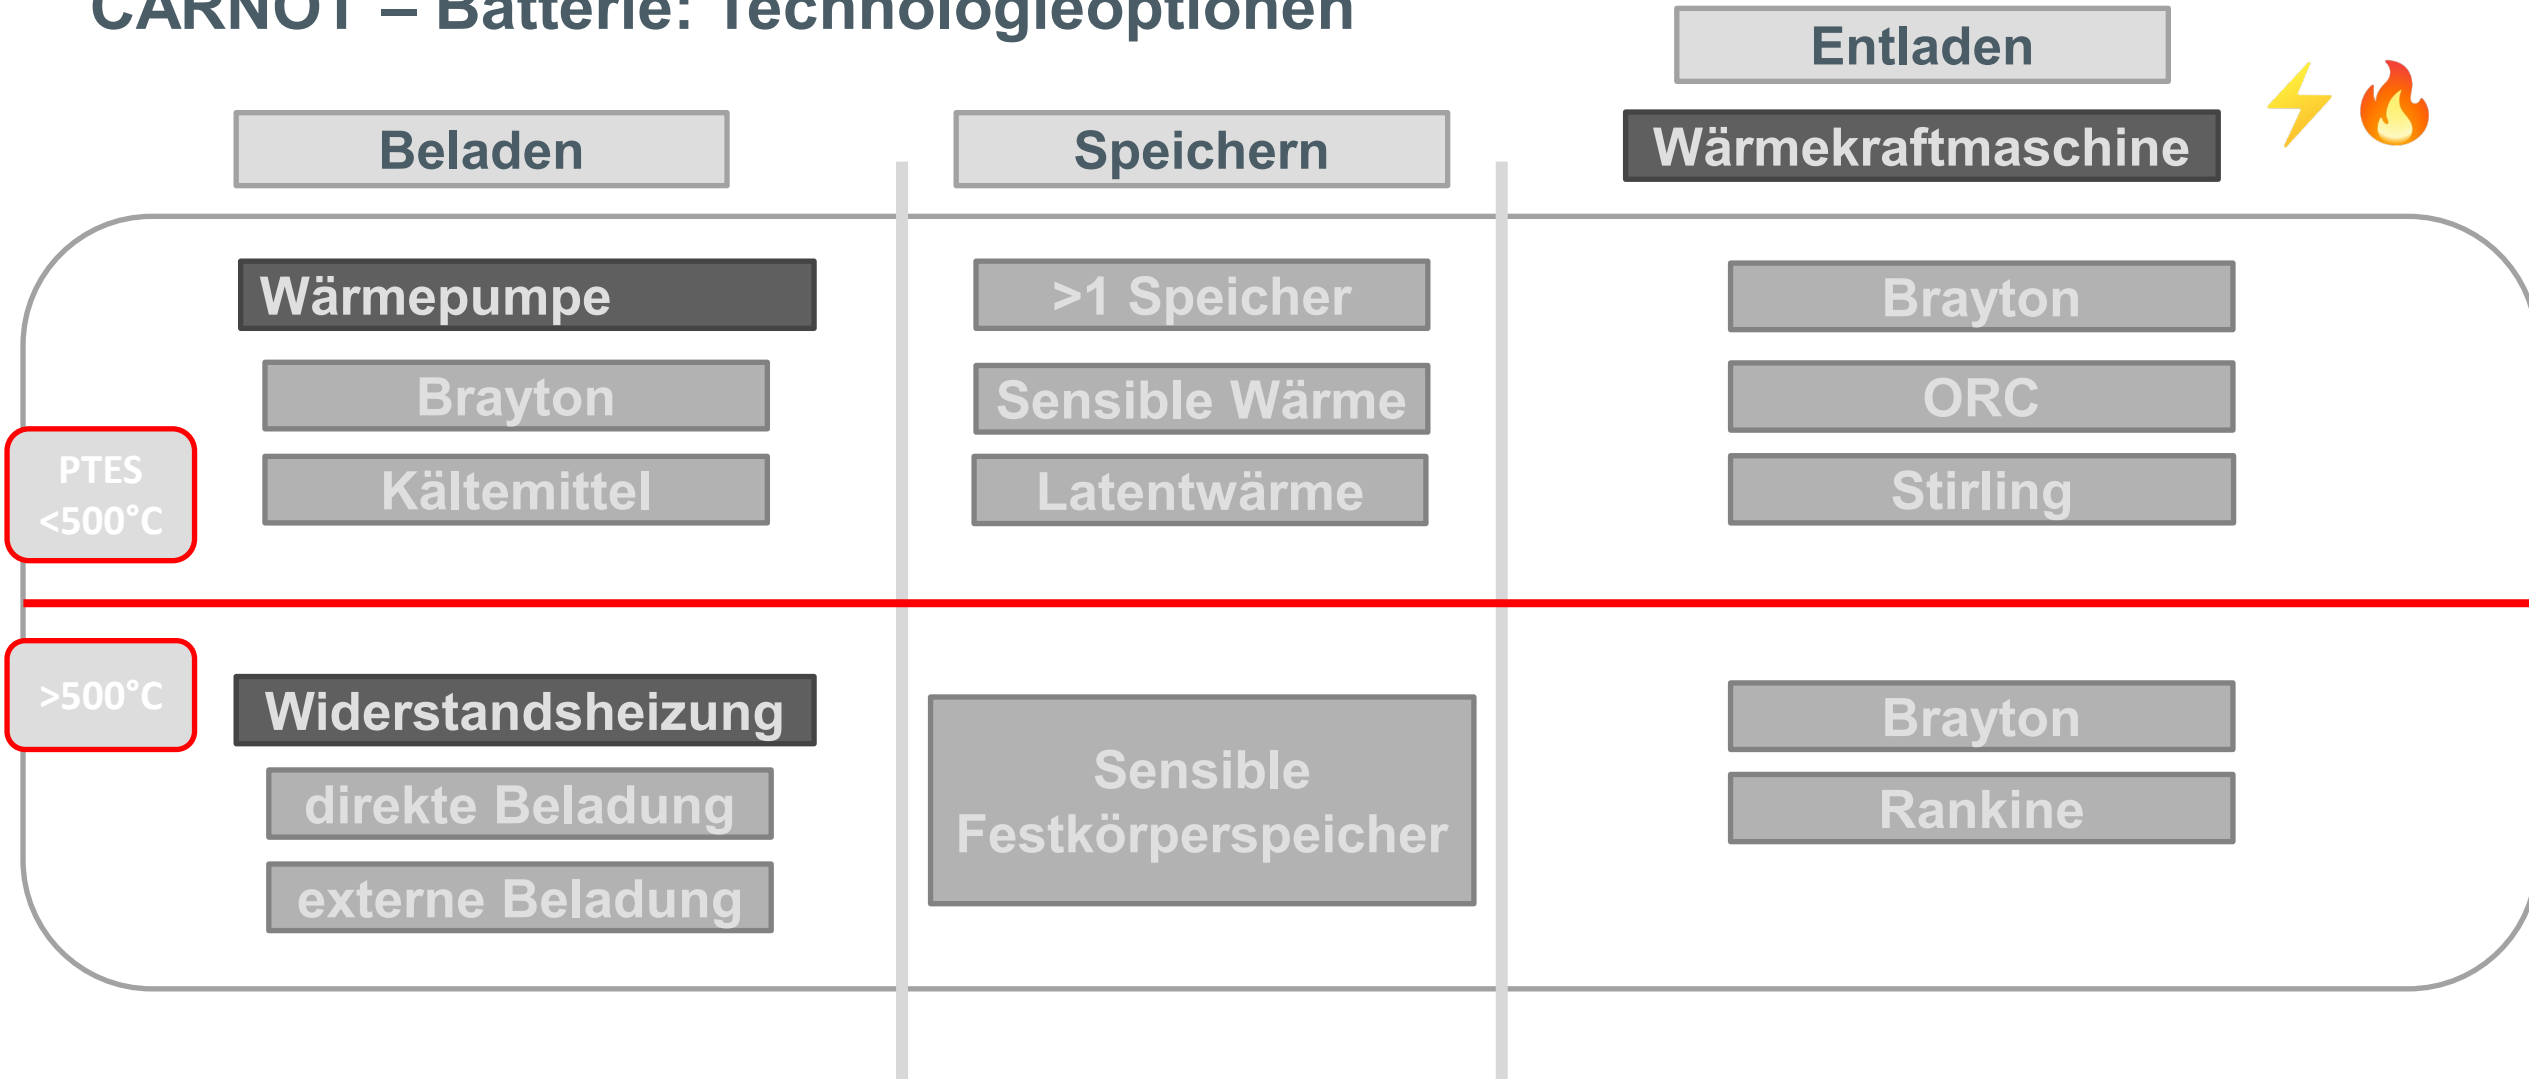 CARNOT – Batterie: Technologieoptionen
Beladen
Speichern
Entladen
Wärmekraftmaschine
PTES
<500°C
Wärmepumpe
Brayton
Kältemittel
>1 Speicher
Sensible Wärme
Latentwärme
Brayton
ORC
Stirling
>500°C
Widerstandsheizung
direkte Beladung
externe Beladung
Sensible
Festkörperspeicher
Brayton
Rankine